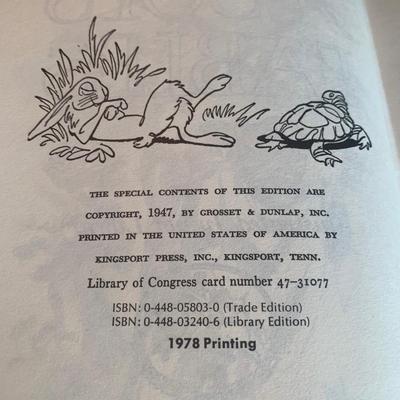 THE SPECIAL CONTENTS OF THIS EDITION ARE
COPYRIGHT, 1947, BY GROSSET & DUNLAP, INC.
PRINTED IN THE UNITED STATES OF AMERICA BY
KINGSPORT PRESS, INC., KINGSPORT, TENN.
Library of Congress card number 47-31077
ISBN: 0-448-05803-0 (Trade Edition)
ISBN: 0-448-03240-6 (Library Edition)
1978 Printing